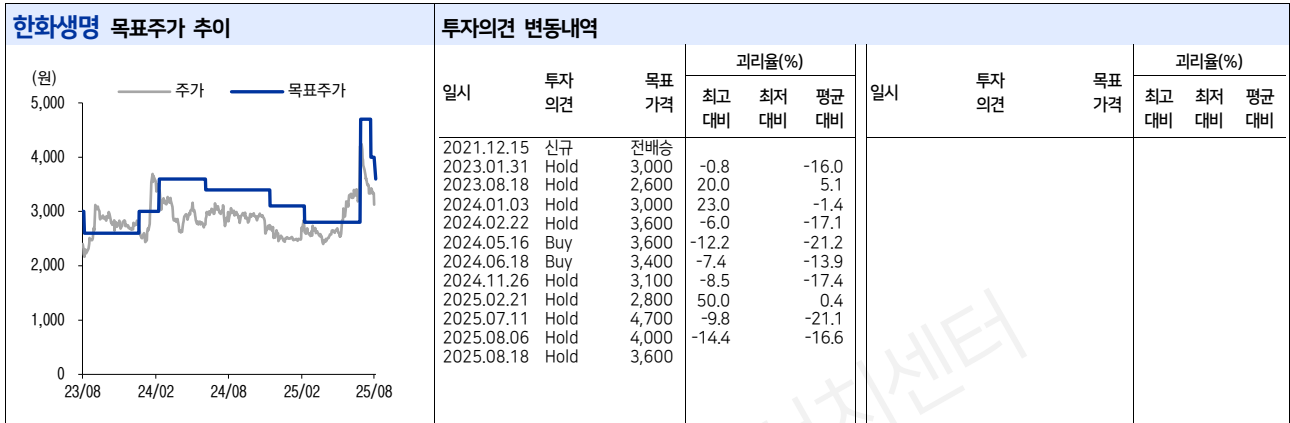 한화생명 목표주가 추이
(원)
주가 목표주가
5,000
4,000
3,000
2,000
1,000
0
23/08 24/02 24/08 25/02 25/08
투자의견 변동내역
일시 투자의견 목표가격 괴리율(%) 최고대비 최저대비 평균대비
2021.12.15 신규 전배승
2023.01.31 Hold 3,000 -0.8 -16.0
2023.08.18 Hold 2,600 20.0 5.1
2024.01.03 Hold 3,000 23.0 -1.4
2024.02.22 Hold 3,600 -6.0 -17.1
2024.05.16 Buy 3,600 -12.2 -21.2
2024.06.18 Buy 3,400 -7.4 -13.9
2024.11.26 Hold 3,100 -8.5 -17.4
2025.02.21 Hold 2,800 50.0 0.4
2025.07.11 Hold 4,700 -9.8 -21.1
2025.08.06 Hold 4,000 -14.4 -16.6
2025.08.18 Hold 3,600
일시 투자의견 목표가격 괴리율(%) 최고대비 최저대비 평균대비
센터